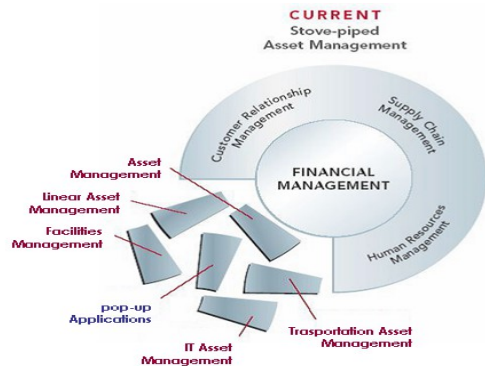 CURRENT
Stove-piped
Asset Management
Customer Relationship
Management
Supply Chain
Management
FINANCIAL
MANAGEMENT
Human Resources
Management
Asset
Management
Linear Asset
Management
Facilities
Management
pop-up
Applications
IT Asset
Management
Trasportation Asset
Management